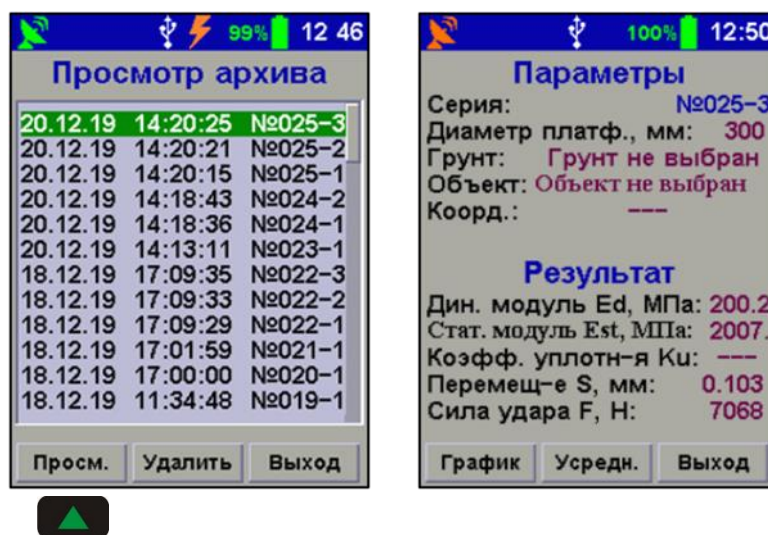 99% 12 46
Просмотр архива
20.12.19 14:20:25 №025-3
20.12.19 14:20:21 №025-2
20.12.19 14:20:15 №025-1
20.12.19 14:18:43 №024-2
20.12.19 14:18:36 №024-1
20.12.19 14:13:11 №023-1
18.12.19 17:09:35 №022-3
18.12.19 17:09:33 №022-2
18.12.19 17:09:29 №022-1
18.12.19 17:01:59 №021-1
18.12.19 17:00:00 №020-1
18.12.19 11:34:48 №019-1
Просм. Удалить Выход
100% 12:50
Параметры
Серия: №025-3
Диаметр платф., мм: 300
Грунт: Грунт не выбран
Объект: Объект не выбран
Коорд.: ---
Результат
Дин. модуль Ed, МПа: 200.2
Стат. модуль Est, МПа: 2007.
Коэфф. уплотн-я Ku: ---
Перемещ-е S, мм: 0.103
Сила удара F, Н: 7068
График Усредн. Выход